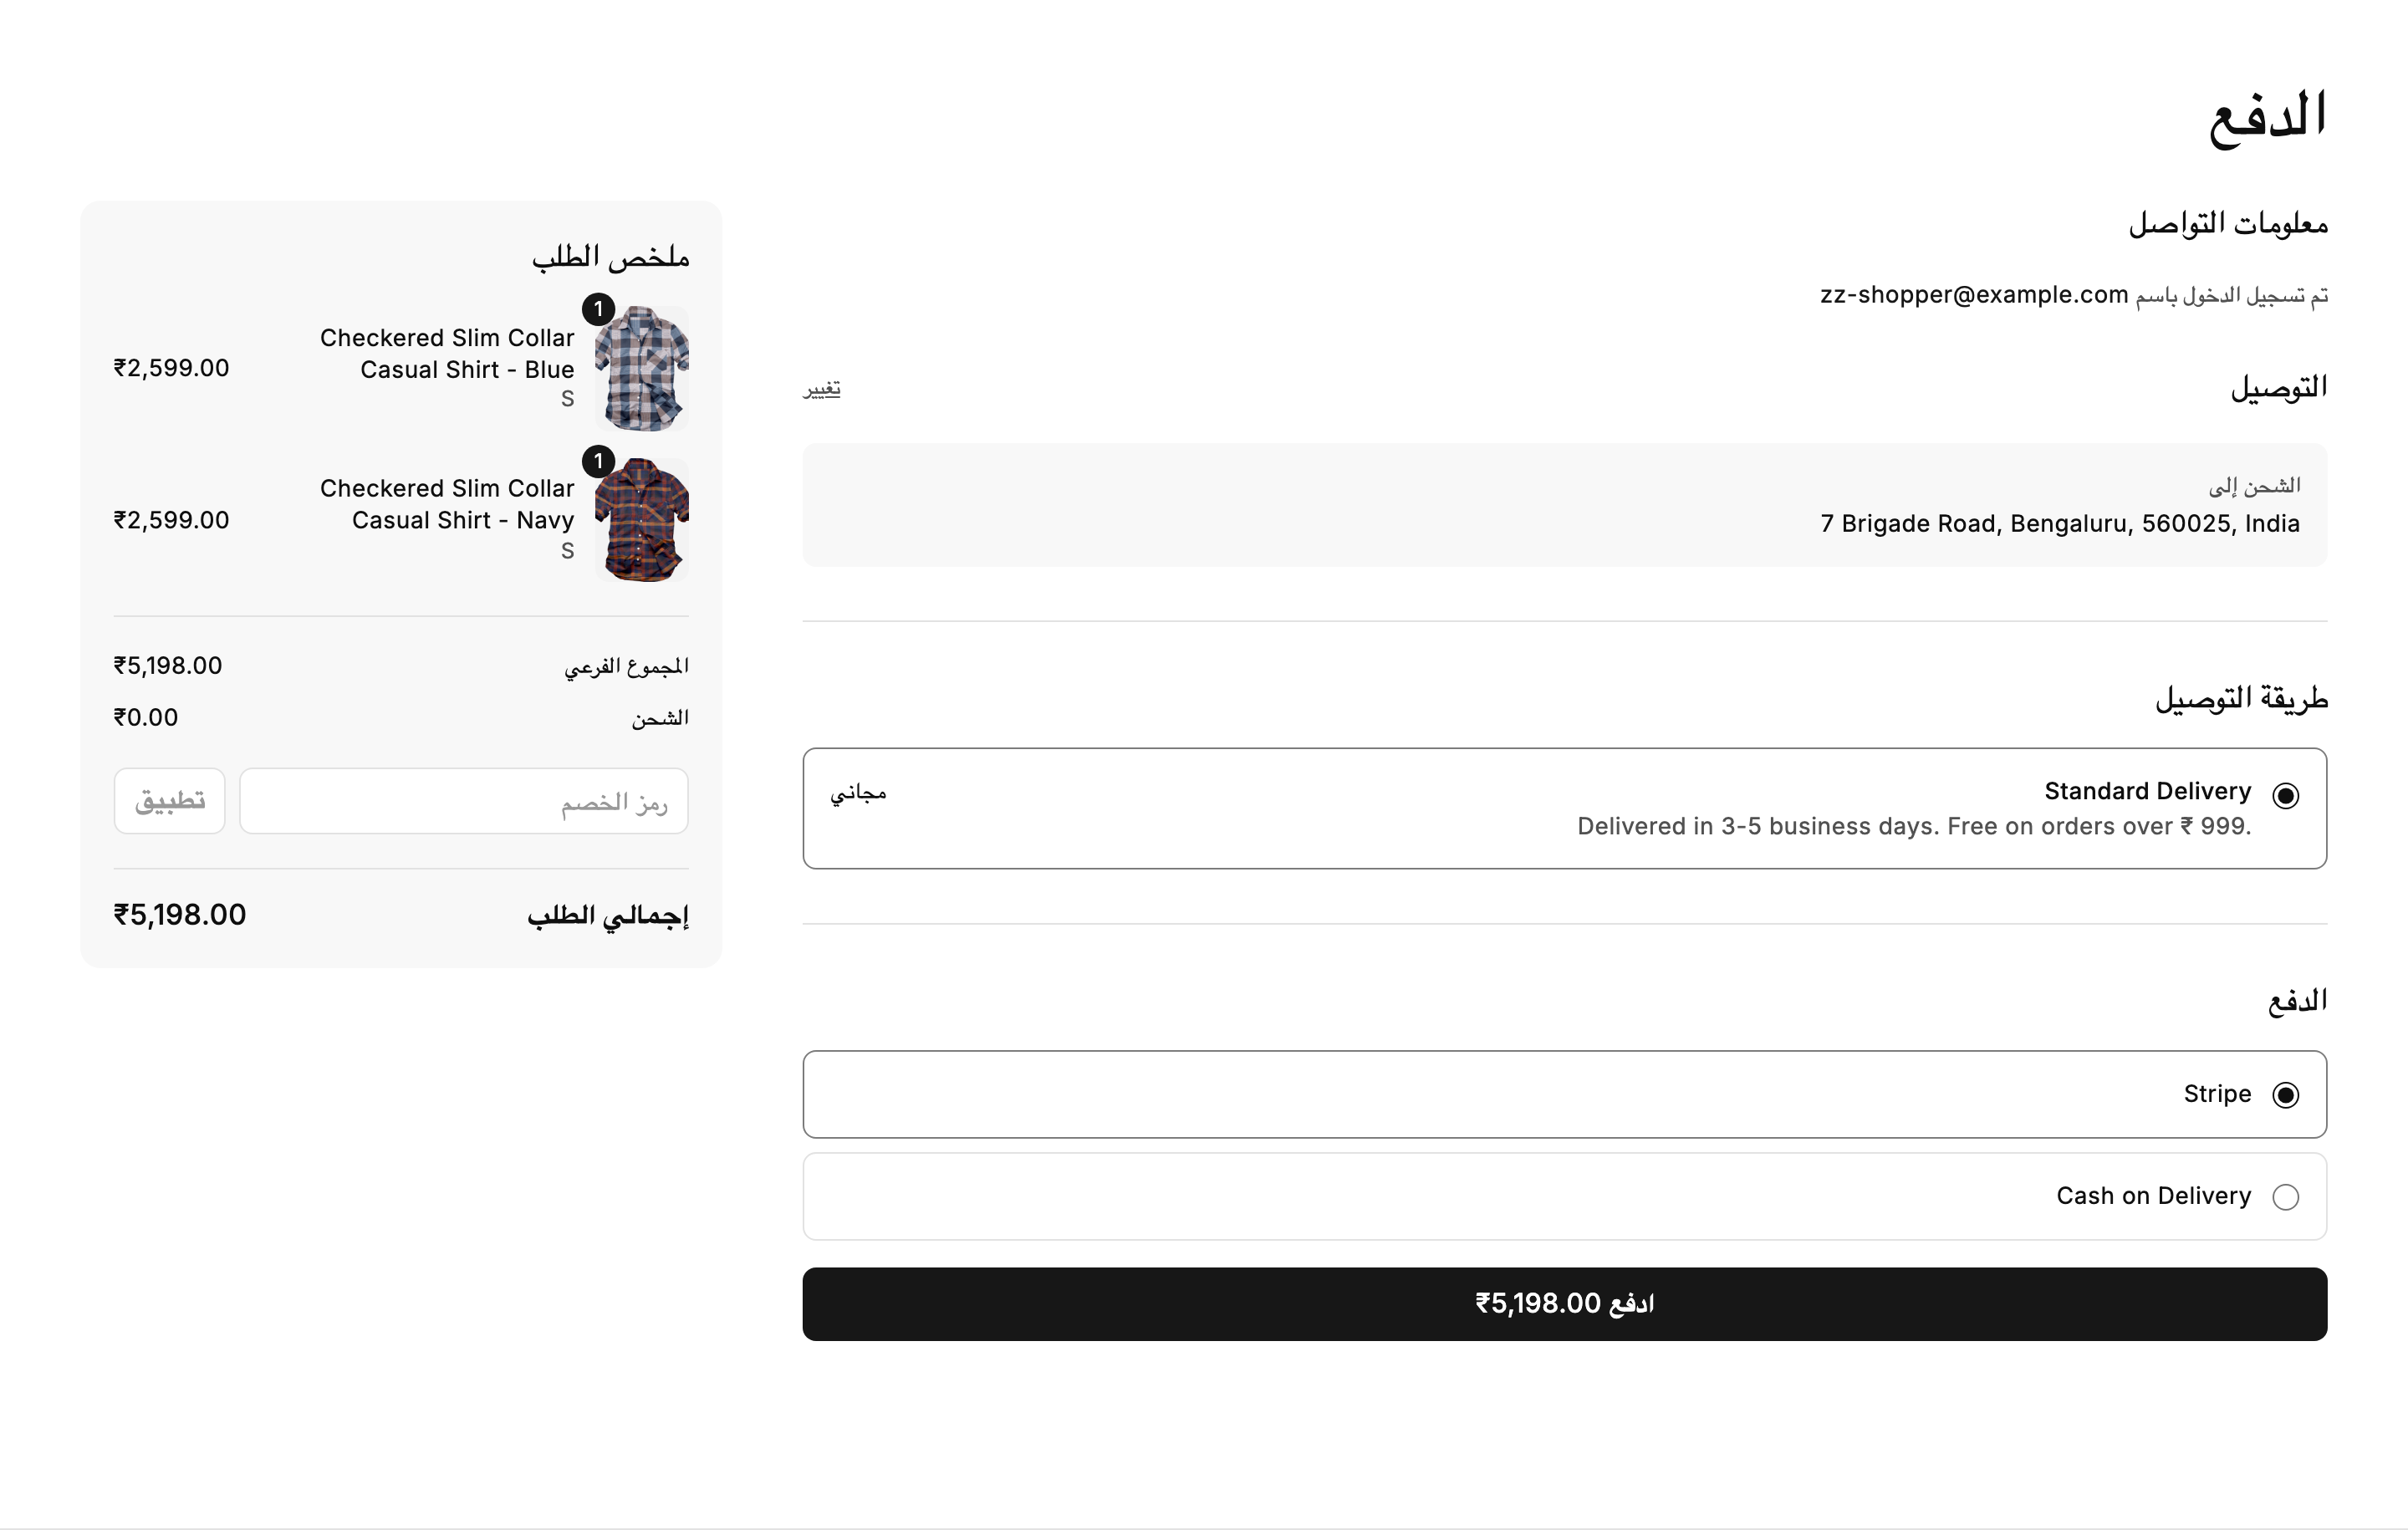 الدفع
معلومات التواصل
تم تسجيل الدخول باسم zz-shopper@example.com
التوصيل
تغيير
الشحن إلى
7 Brigade Road, Bengaluru, 560025, India
طريقة التوصيل
Standard Delivery
مجاني
Delivered in 3-5 business days. Free on orders over ₹ 999.
الدفع
Stripe
Cash on Delivery
ادفع ₹5,198.00
ملخص الطلب
1
Checkered Slim Collar
Casual Shirt - Blue
S
₹2,599.00
1
Checkered Slim Collar
Casual Shirt - Navy
S
₹2,599.00
المجموع الفرعي
₹5,198.00
الشحن
₹0.00
رمز الخصم
تطبيق
إجمالي الطلب
₹5,198.00